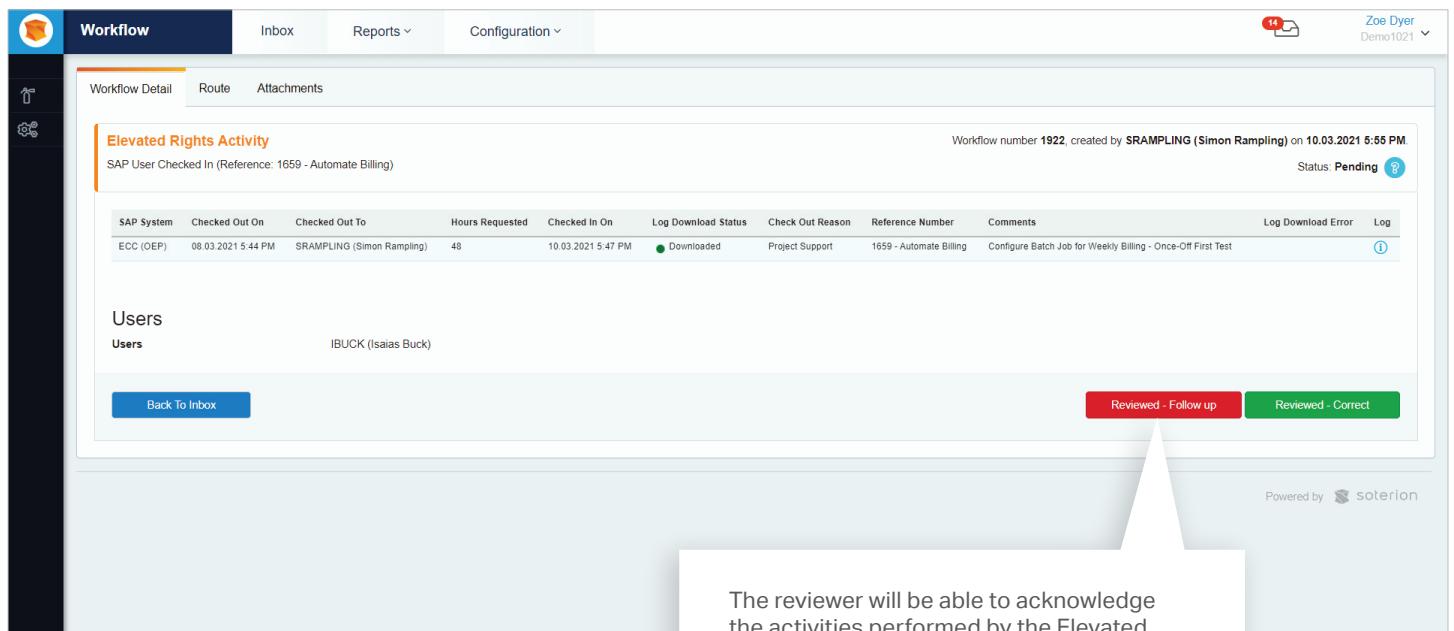 Workflow
Inbox
Reports
Configuration
14
Zoe Dyer
Demo1021
Workflow Detail Route Attachments
Elevated Rights Activity
Workflow number 1922, created by SRAMPLING (Simon Rampling) on 10.03.2021 5:55 PM.
SAP User Checked In (Reference: 1659 - Automate Billing)
Status: Pending ?
SAP System Checked Out On Checked Out To Hours Requested Checked In On Log Download Status Check Out Reason Reference Number Comments Log Download Error Log
ECC (OEP) 08.03.2021 5:44 PM SRAMPLING (Simon Rampling) 48 10.03.2021 5:47 PM Downloaded Project Support 1659 - Automate Billing Configure Batch Job for Weekly Billing - Once-Off First Test
Users
Users IBUCK (Isaias Buck)
Back To Inbox
Reviewed - Follow up
Reviewed - Correct
Powered by soterion
The reviewer will be able to acknowledge
the activities performed by the Elevated